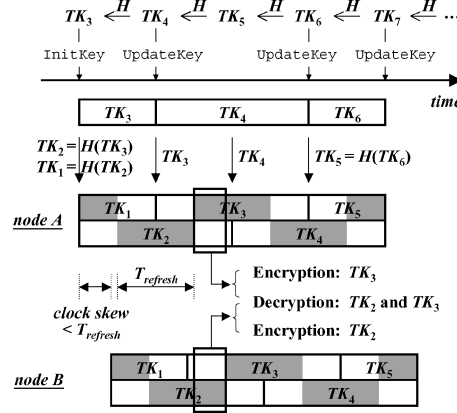 TK3 H TK4 H TK5 H TK6 H TK7 H ...
InitKey UpdateKey UpdateKey UpdateKey
time
TK3 TK4 TK6
TK2 = H(TK3)
TK1 = H(TK2)
TK3 TK4 TK5 = H(TK6)
node A
TK1 TK3 TK5
TK2 TK4
Trefresh
clock skew
< Trefresh
Encryption: TK3
Decryption: TK2 and TK3
Encryption: TK2
node B
TK1 TK3 TK5
TK2 TK4